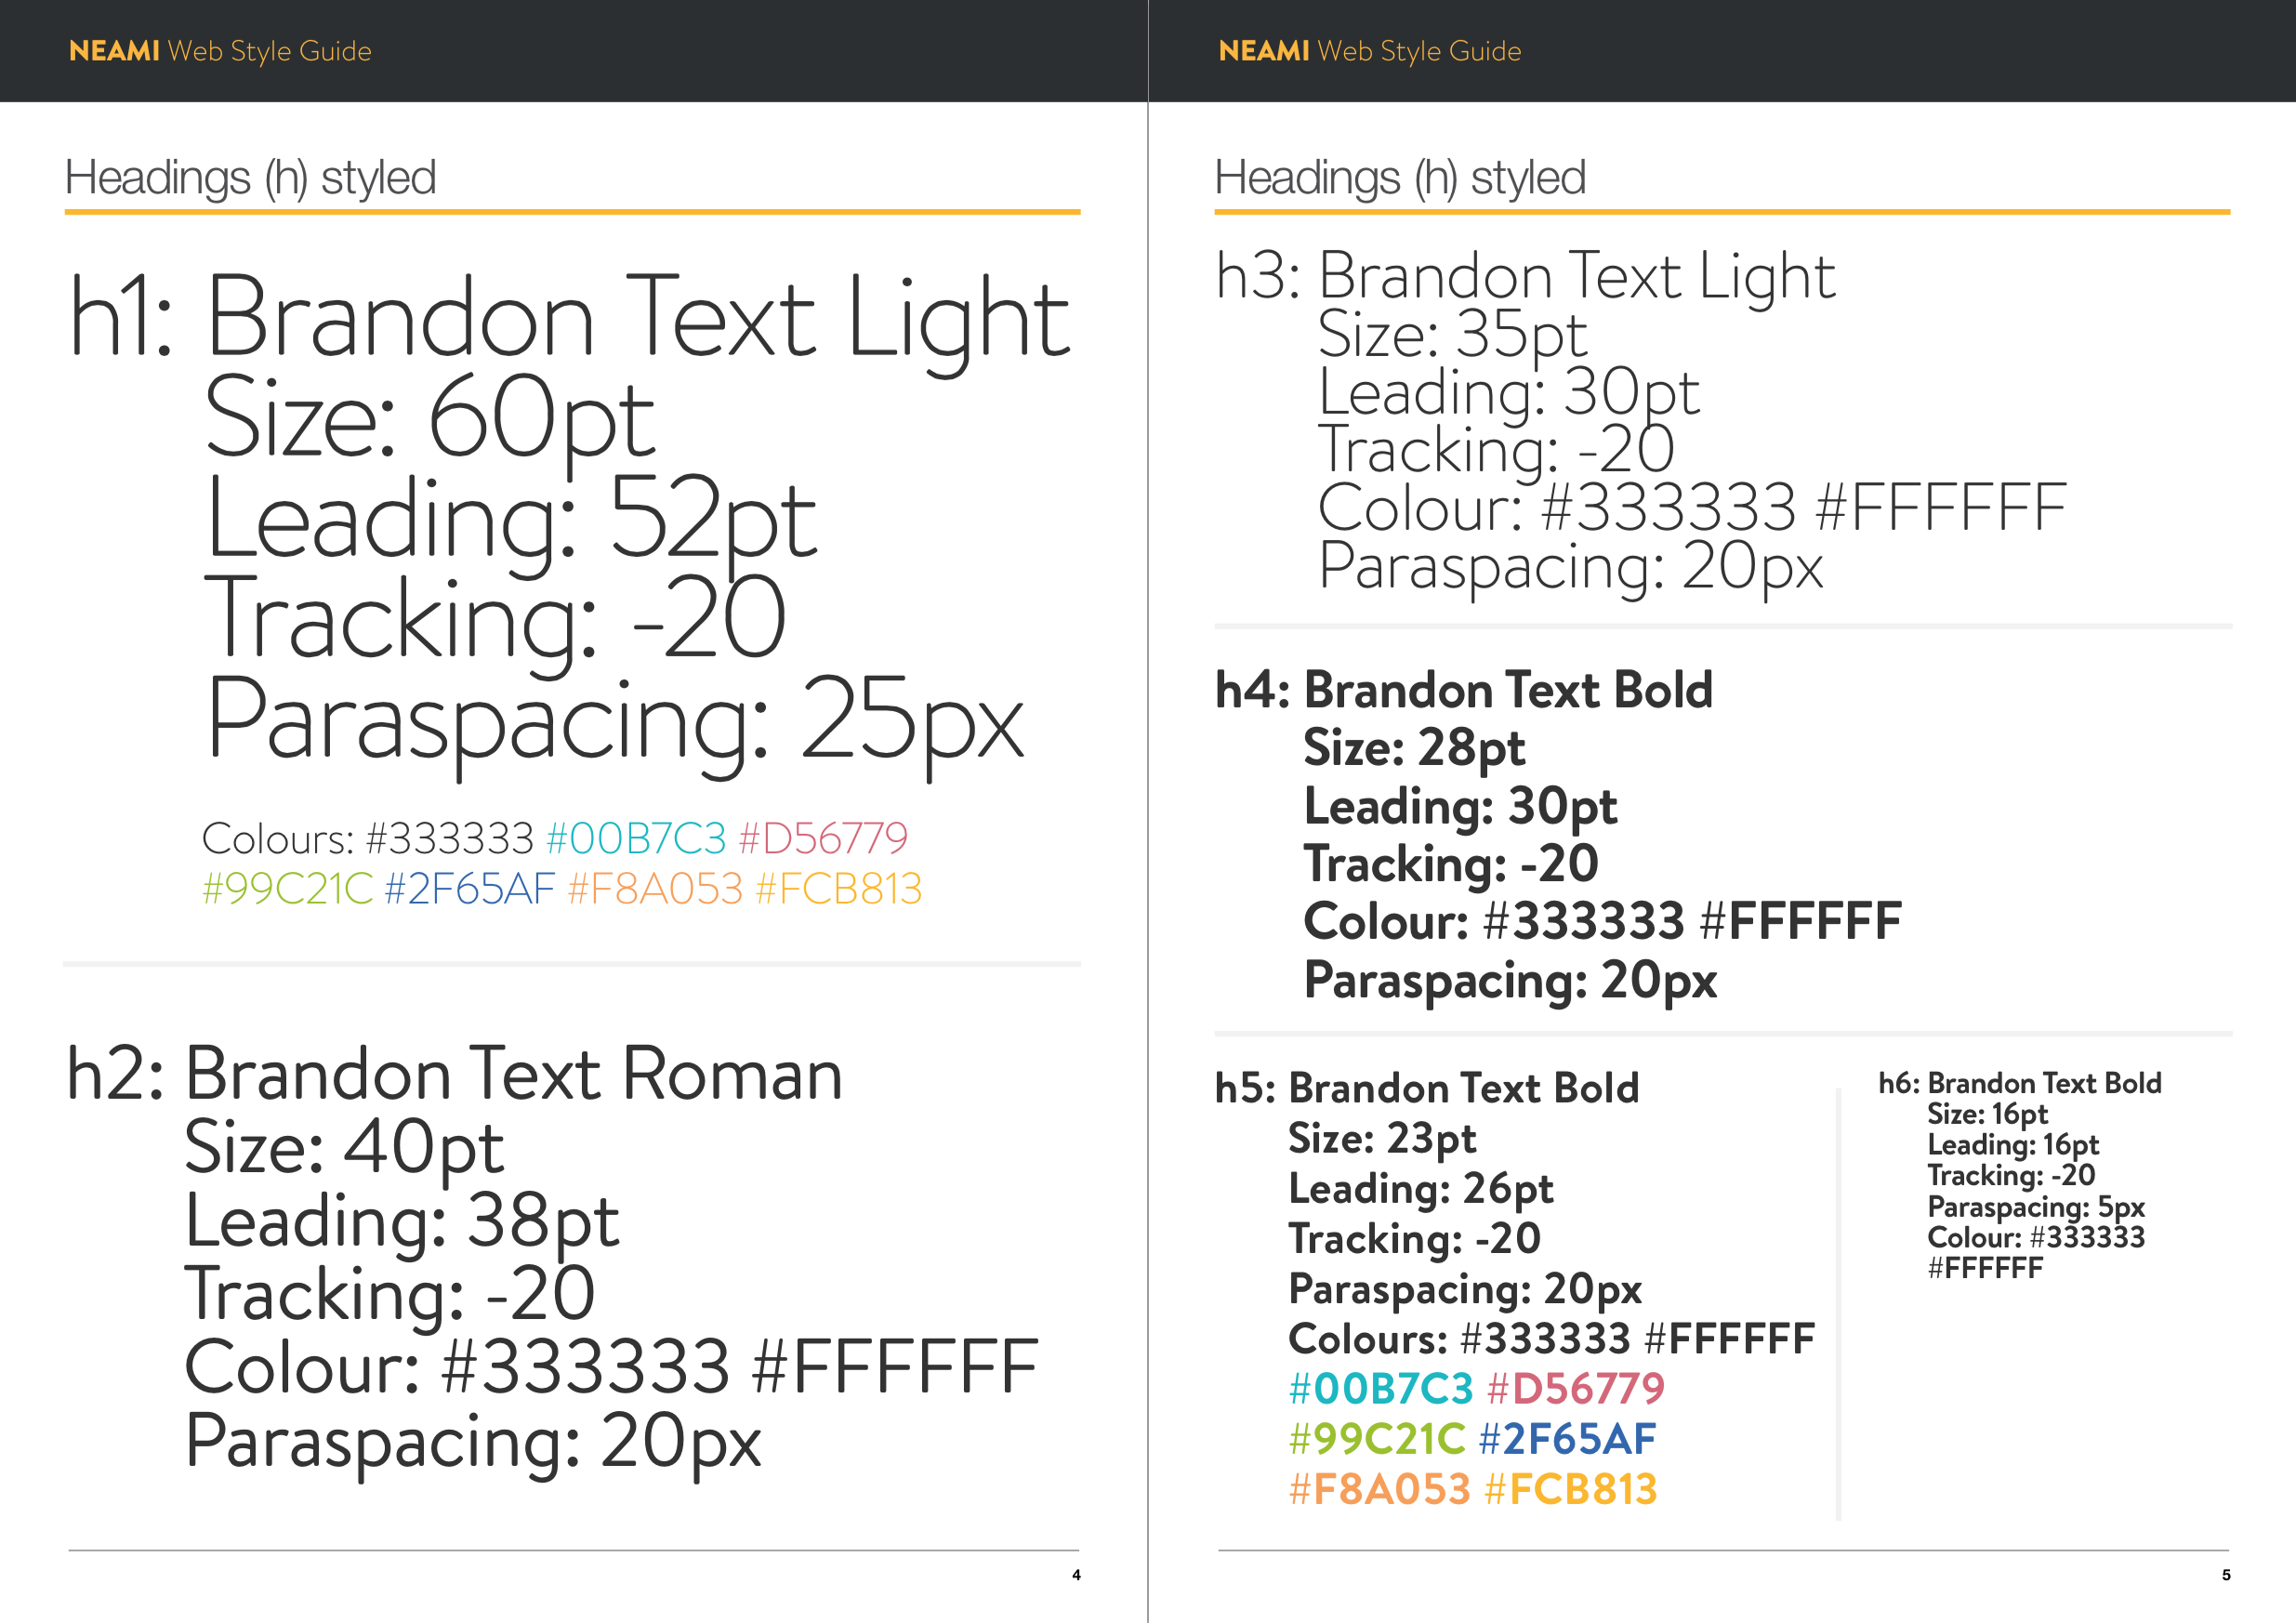 NEAMI Web Style Guide
Headings (h) styled
h1: Brandon Text Light
Size: 60pt
Leading: 52pt
Tracking: -20
Paraspacing: 25px
Colours: #333333 #00B7C3 #D56779
#99C21C #2F65AF #F8A053 #FCB813
h2: Brandon Text Roman
Size: 40pt
Leading: 38pt
Tracking: -20
Colour: #333333 #FFFFFF
Paraspacing: 20px
4
NEAMI Web Style Guide
Headings (h) styled
h3: Brandon Text Light
Size: 35pt
Leading: 30pt
Tracking: -20
Colour: #333333 #FFFFFF
Paraspacing: 20px
h4: Brandon Text Bold
Size: 28pt
Leading: 30pt
Tracking: -20
Colour: #333333 #FFFFFF
Paraspacing: 20px
h5: Brandon Text Bold
Size: 23pt
Leading: 26pt
Tracking: -20
Paraspacing: 20px
Colours: #333333 #FFFFFF
#00B7C3 #D56779
#99C21C #2F65AF
#F8A053 #FCB813
h6: Brandon Text Bold
Size: 16pt
Leading: 16pt
Tracking: -20
Paraspacing: 5px
Colour: #333333
#FFFFFF
5